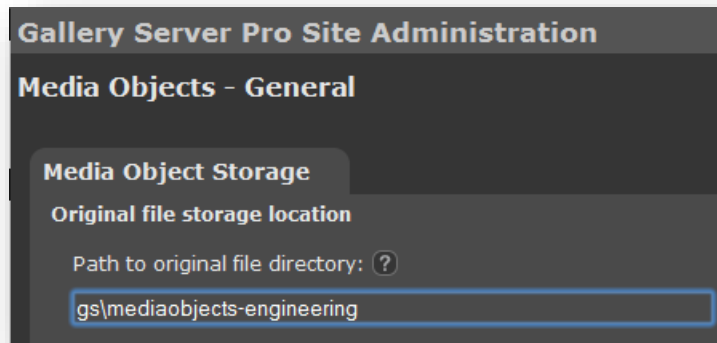 Gallery Server Pro Site Administration
Media Objects - General
Media Object Storage
Original file storage location
Path to original file directory: ?
gs\mediaobjects-engineering